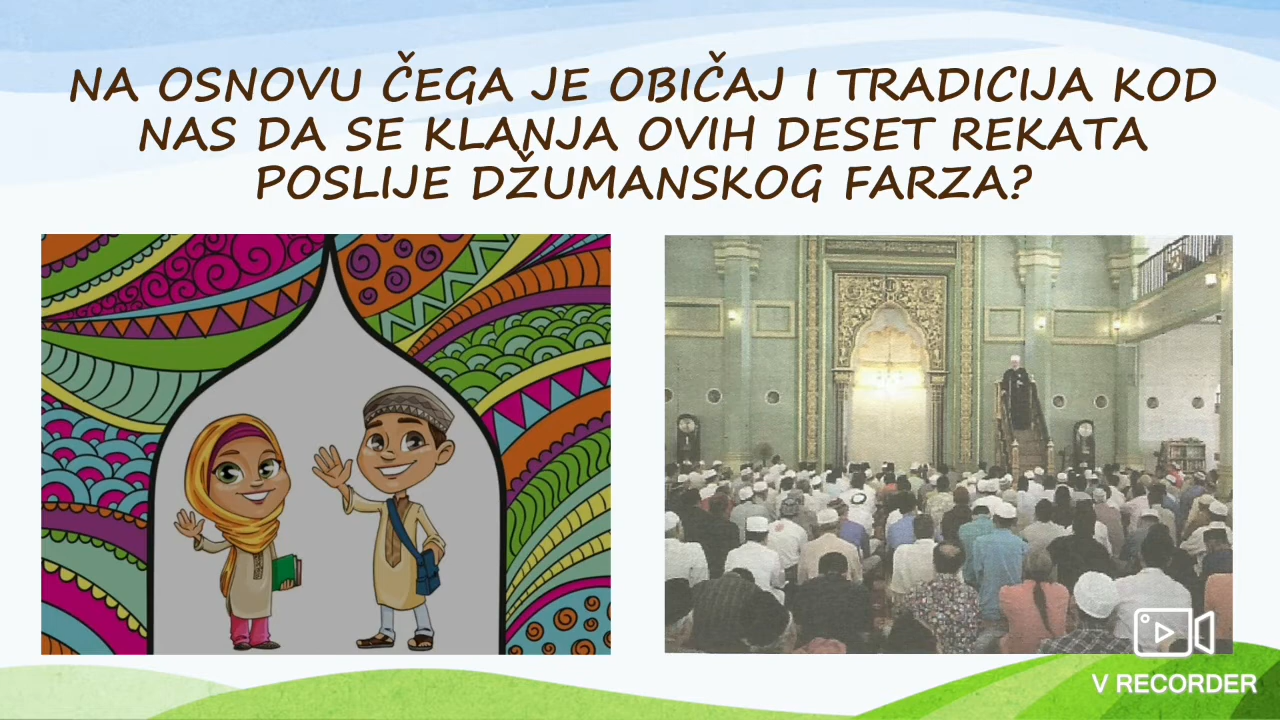 NA OSNOVU ČEGA JE OBIČAJ I TRADICIJA KOD
NAS DA SE KLANJA OVIH DESET REKATA
POSLIJE DŽUMANSKOG FARZA?
V RECORDER